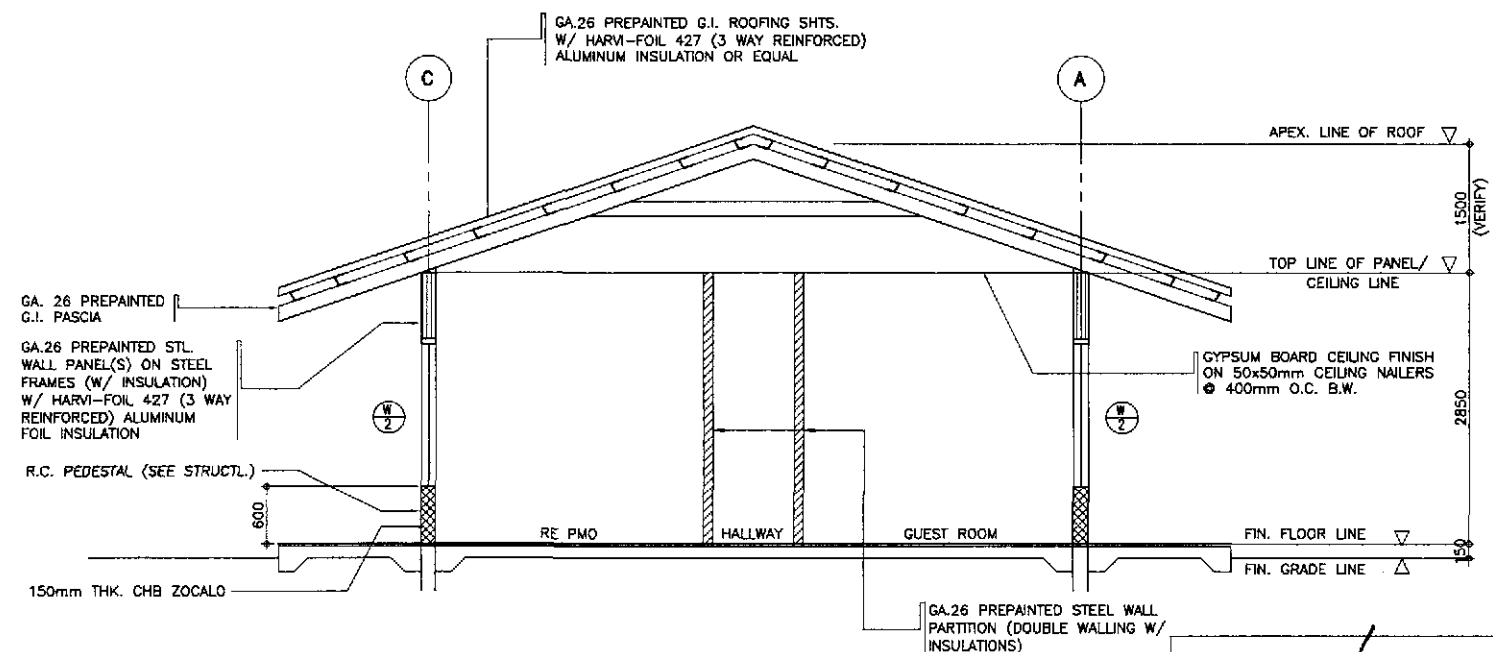 GA.26 PREPAINTED G.I. ROOFING SHTS.
W/ HARVI-FOIL 427 (3 WAY REINFORCED)
ALUMINUM INSULATION OR EQUAL
C
A
APEX. LINE OF ROOF
1500
(VERIFY)
TOP LINE OF PANEL/
CEILING LINE
GA. 26 PREPAINTED
G.I. PASCIA
GA.26 PREPAINTED STL.
WALL PANEL(S) ON STEEL
FRAMES (W/ INSULATION)
W/ HARVI-FOIL 427 (3 WAY
REINFORCED) ALUMINUM
FOIL INSULATION
GYPSUM BOARD CEILING FINISH
ON 50x50mm CEILING NAILERS
@ 400mm O.C. B.W.
2850
W
2
W
2
R.C. PEDESTAL (SEE STRUCTL.)
600
RE PMO
HALLWAY
GUEST ROOM
FIN. FLOOR LINE
150
FIN. GRADE LINE
150mm THK. CHB ZOCALO
GA.26 PREPAINTED STEEL WALL
PARTITION (DOUBLE WALLING W/
INSULATIONS)